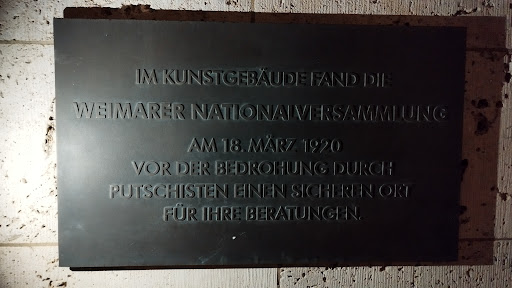 IM KUNSTGEBÄUDE FAND DIE
WEIMARER NATIONALVERSAMMLUNG
AM 18. MÄRZ 1920
VOR DER BEDROHUNG DURCH
PUTSCHISTEN EINEN SICHEREN ORT
FÜR IHRE BERATUNGEN.